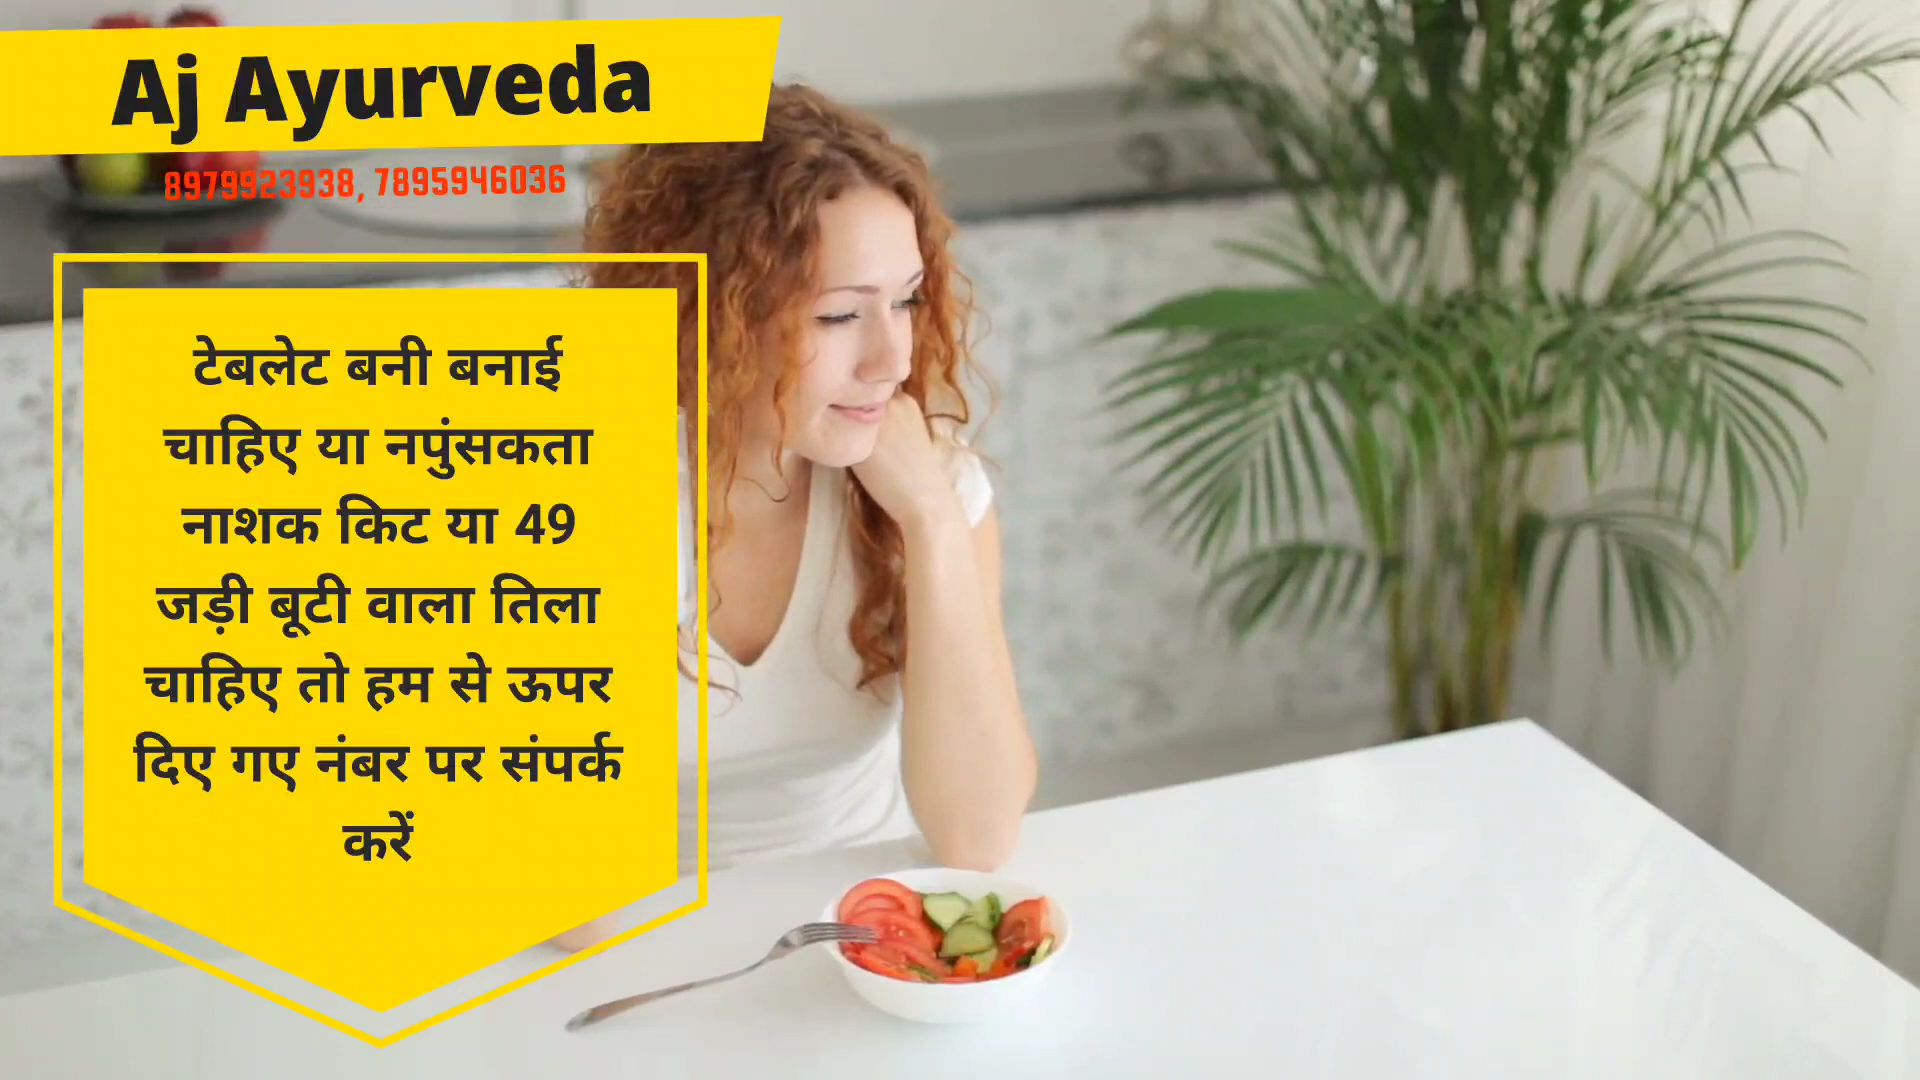 Aj Ayurveda
8979923938, 7895946036
टेबलेट बनी बनाई
चाहिए या नपुंसकता
नाशक किट या 49
जड़ी बूटी वाला तिला
चाहिए तो हम से ऊपर
दिए गए नंबर पर संपर्क
करें